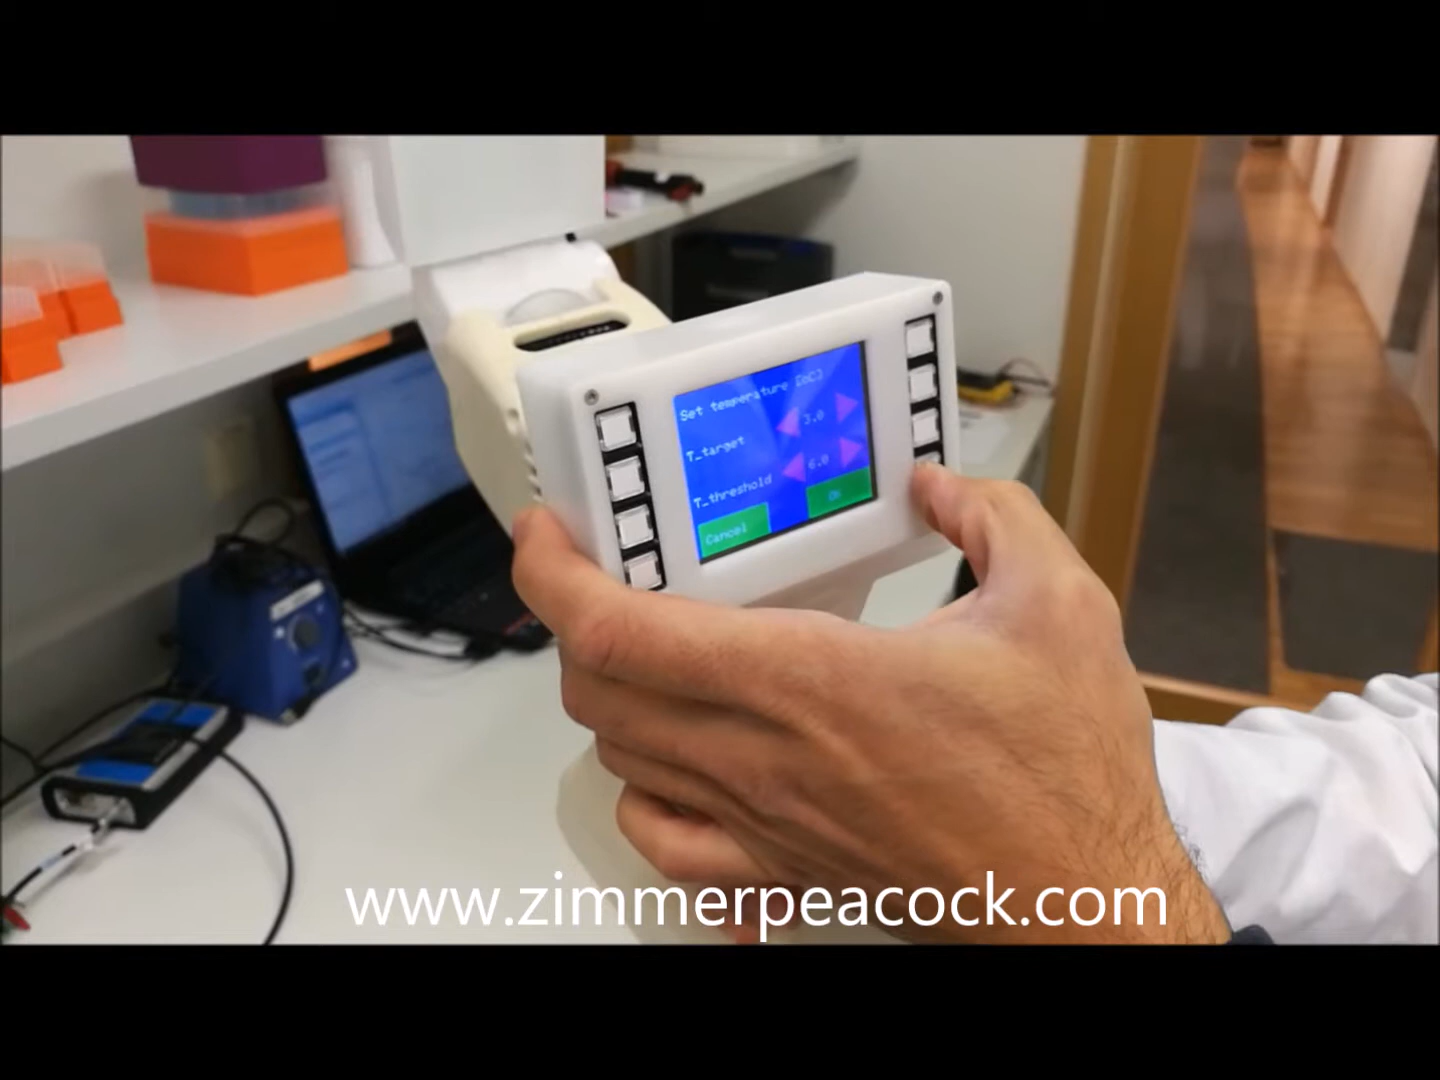 Set temperature [oC]
3.0
T_target
6.0
T_threshold
OK
Cancel
www.zimmerpeacock.com